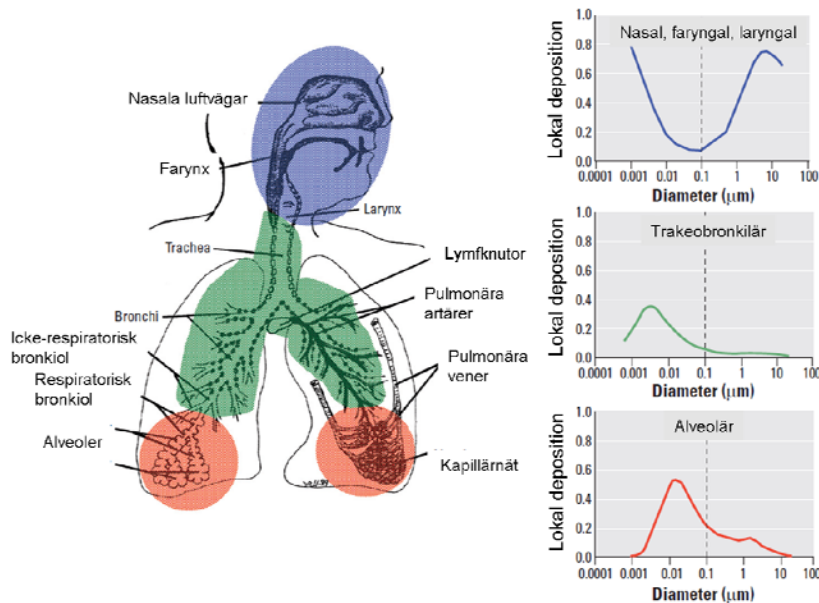 Nasala luftvägar
Farynx
Larynx
Trachea
Lymfknutor
Bronchi
Pulmonära
artärer
Icke-respiratorisk
bronkiol
Respiratorisk
bronkiol
Pulmonära
vener
Alveoler
Kapillärnät
Nasal, faryngal, laryngal
Lokal deposition
1.0
0.8
0.6
0.4
0.2
0.0
0.0001 0.001 0.01 0.1 1 10 100
Diameter (µm)
Trakeobronkilär
Lokal deposition
1.0
0.8
0.6
0.4
0.2
0.0
0.0001 0.001 0.01 0.1 1 10 100
Diameter (µm)
Alveolär
Lokal deposition
1.0
0.8
0.6
0.4
0.2
0.0
0.0001 0.001 0.01 0.1 1 10 100
Diameter (µm)